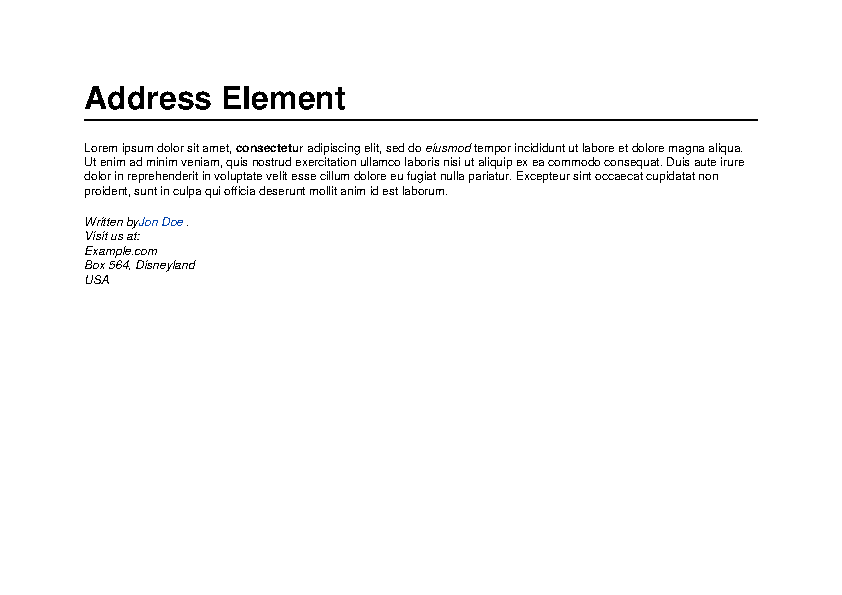 Address Element
Lorem ipsum dolor sit amet, consectetur adipiscing elit, sed do eiusmod tempor incididunt ut labore et dolore magna aliqua.
Ut enim ad minim veniam, quis nostrud exercitation ullamco laboris nisi ut aliquip ex ea commodo consequat. Duis aute irure
dolor in reprehenderit in voluptate velit esse cillum dolore eu fugiat nulla pariatur. Excepteur sint occaecat cupidatat non
proident, sunt in culpa qui officia deserunt mollit anim id est laborum.
Written byJon Doe .
Visit us at:
Example.com
Box 564, Disneyland
USA